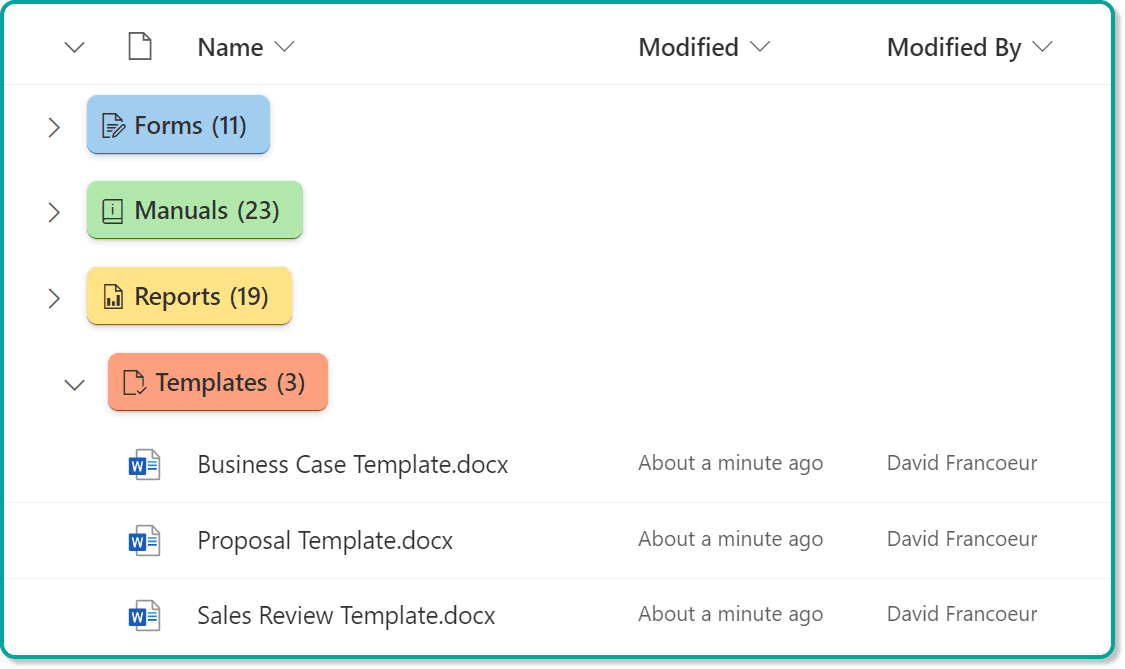 Name Modified Modified By
Forms (11)
Manuals (23)
Reports (19)
Templates (3)
Business Case Template.docx About a minute ago David Francoeur
Proposal Template.docx About a minute ago David Francoeur
Sales Review Template.docx About a minute ago David Francoeur